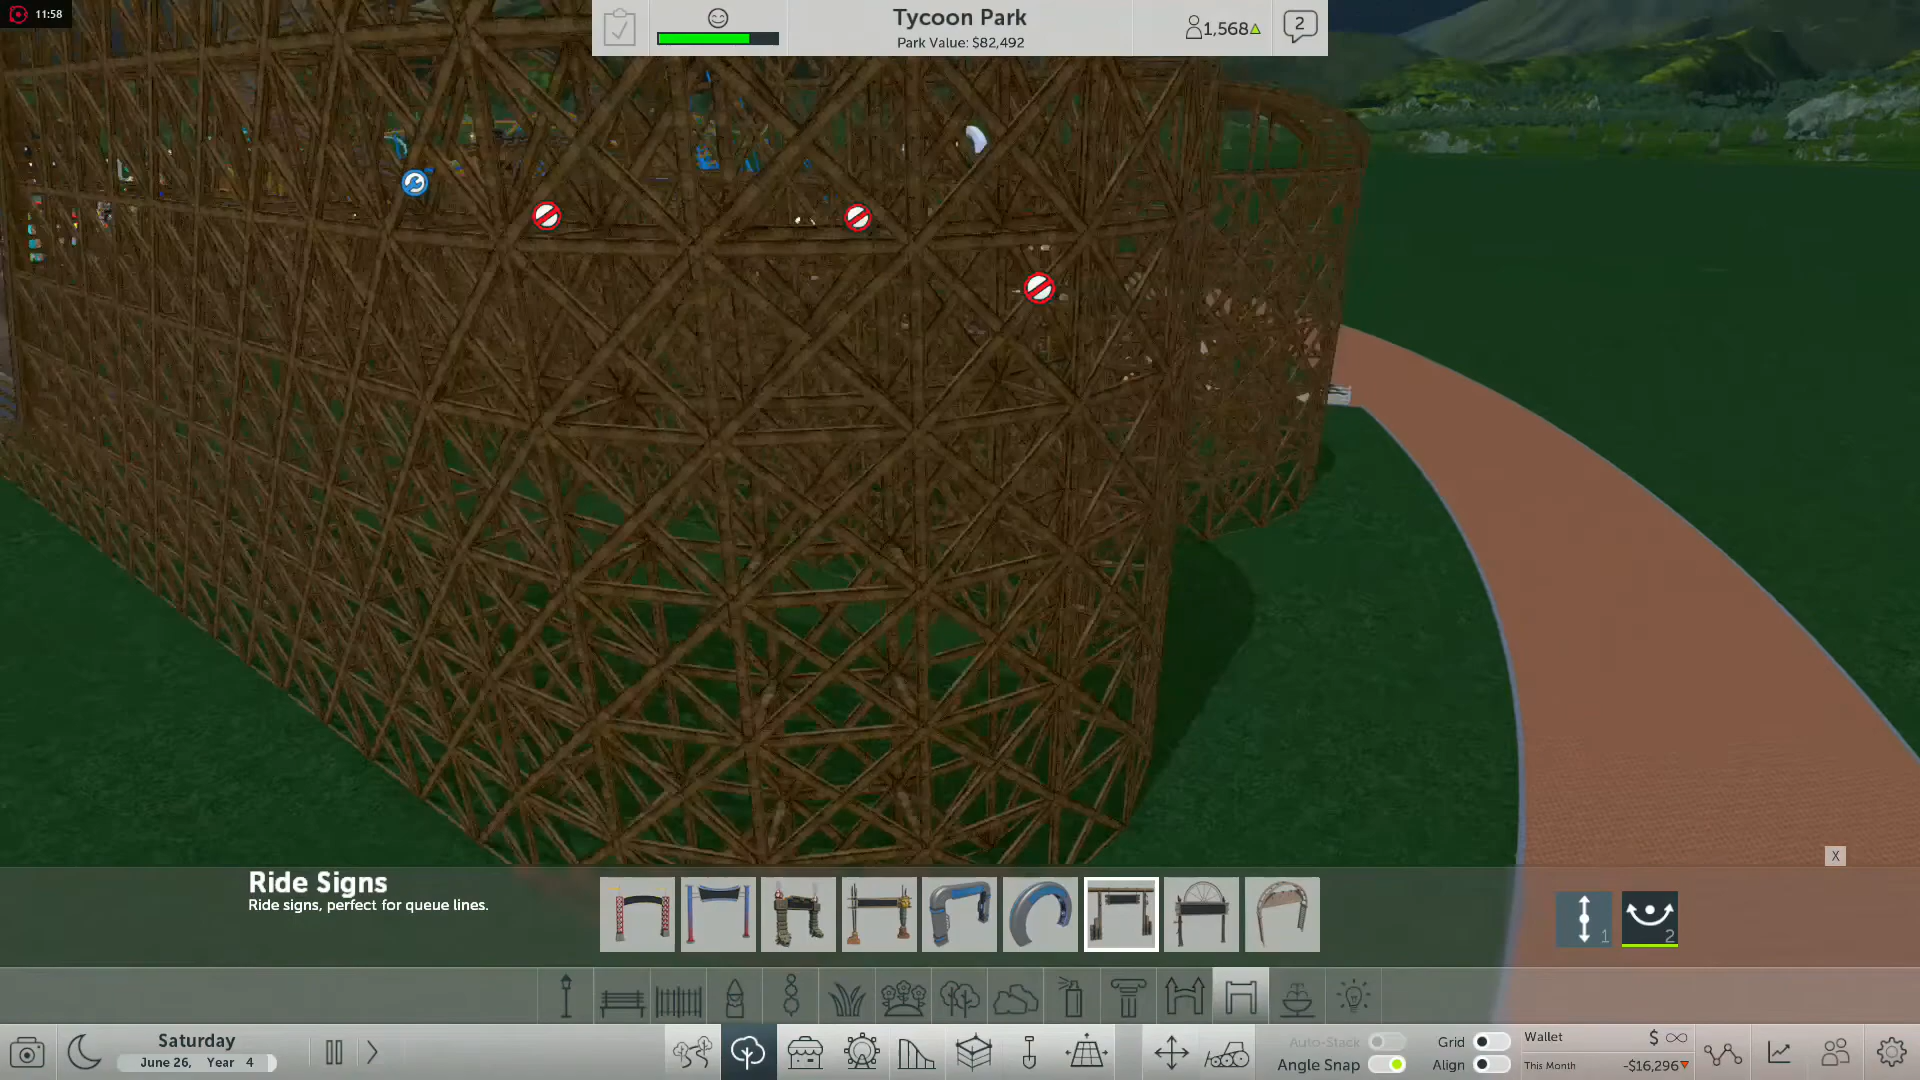 11:58
Tycoon Park
Park Value: $82,492
1,568
2
X
Ride Signs
Ride signs, perfect for queue lines.
1
2
Saturday
June 26, Year 4
Auto-Stack
Grid
Angle Snap
Align
Wallet
$ ∞
This Month
-$16,296